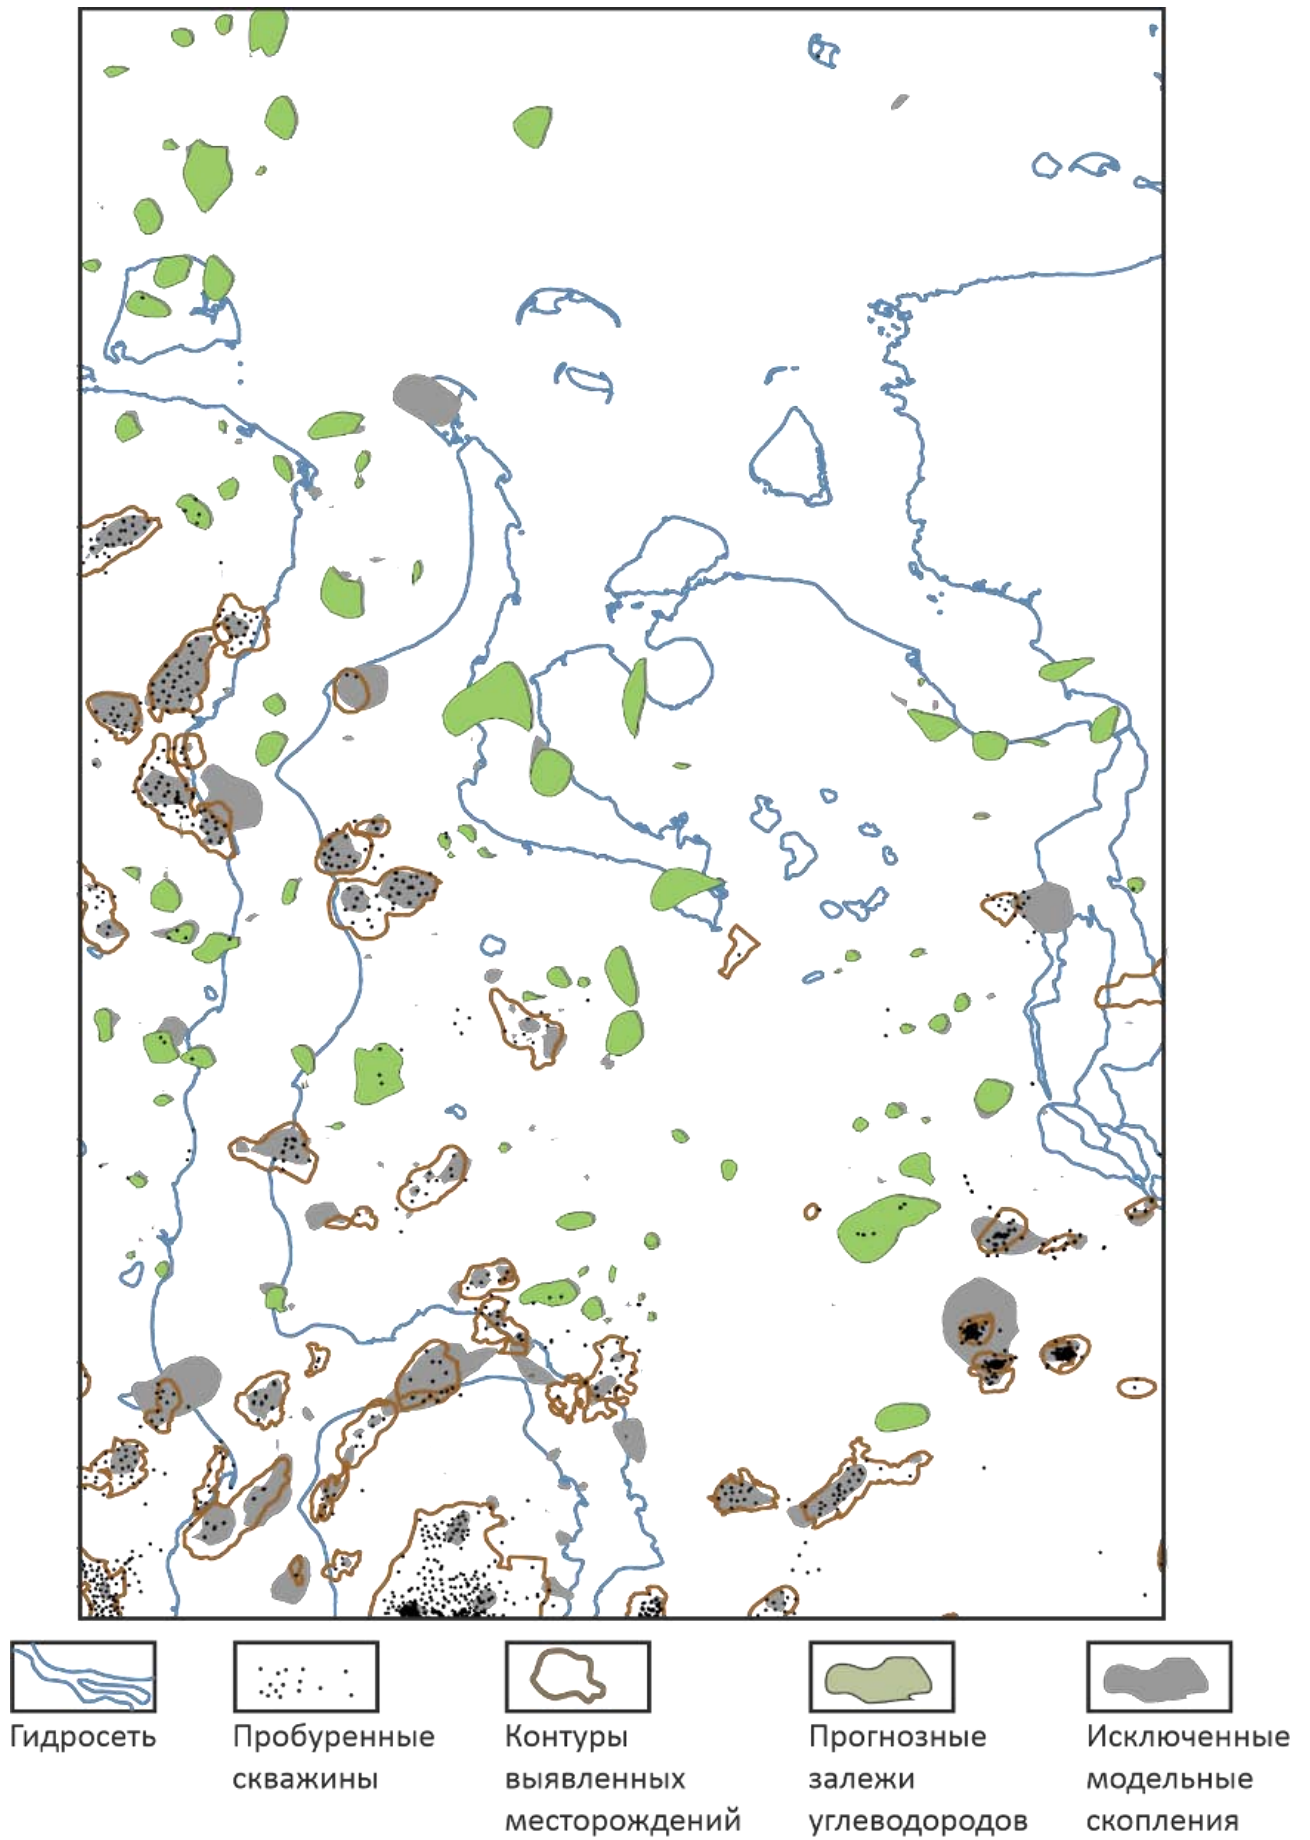 Гидросеть
Пробуренные
скважины
Контуры
выявленных
месторождений
Прогнозные
залежи
углеводородов
Исключенные
модельные
скопления